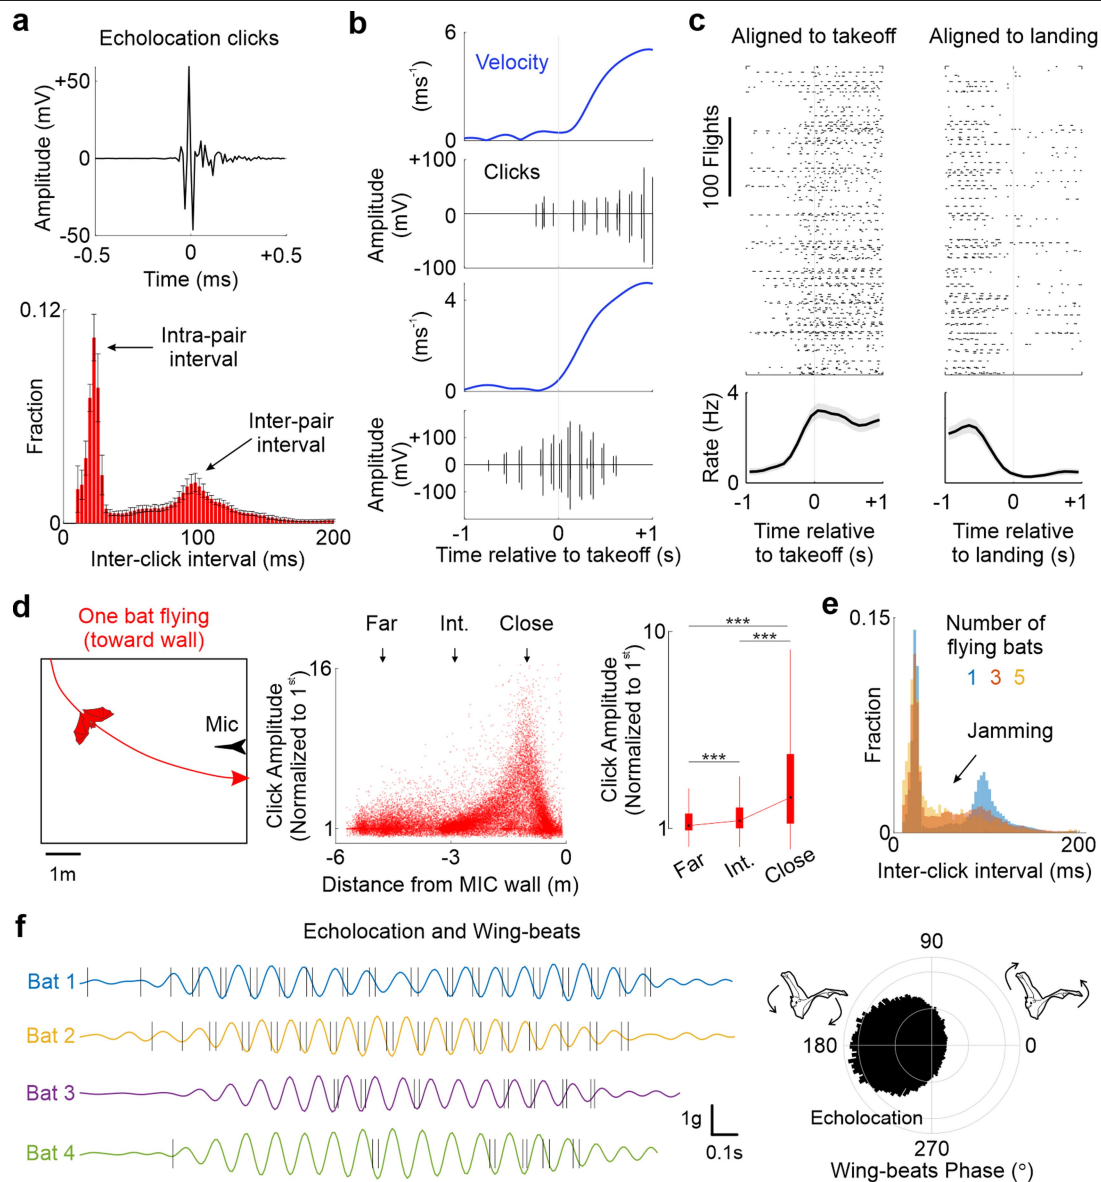 a
Echolocation clicks
Amplitude (mV)
+50
0
-50
-0.5
0
+0.5
Time (ms)
0.12
Fraction
0
Intra-pair
interval
Inter-pair
interval
0
100
200
Inter-click interval (ms)
b
6
(ms-1)
Velocity
0
+100
Amplitude
(mV)
Clicks
0
-100
4
(ms-1)
0
Amplitude
(mV)
+100
0
-100
-1
0
+1
Time relative to takeoff (s)
c
Aligned to takeoff
Aligned to landing
100 Flights
4
Rate (Hz)
0
-1
0
+1
-1
0
+1
Time relative
to takeoff (s)
Time relative
to landing (s)
d
One bat flying
(toward wall)
Mic
1m
Far
Int.
Close
Click Amplitude
(Normalized to 1st)
16
1
-6
-3
0
Distance from MIC wall (m)
Click Amplitude
(Normalized to 1st)
10
1
***
***
***
Far
Int.
Close
e
0.15
Fraction
0
Number of
flying bats
1 3 5
Jamming
0
100
200
Inter-click interval (ms)
f
Echolocation and Wing-beats
Bat 1
Bat 2
Bat 3
Bat 4
1g
0.1s
90
180
0
270
Echolocation
Wing-beats Phase (°)